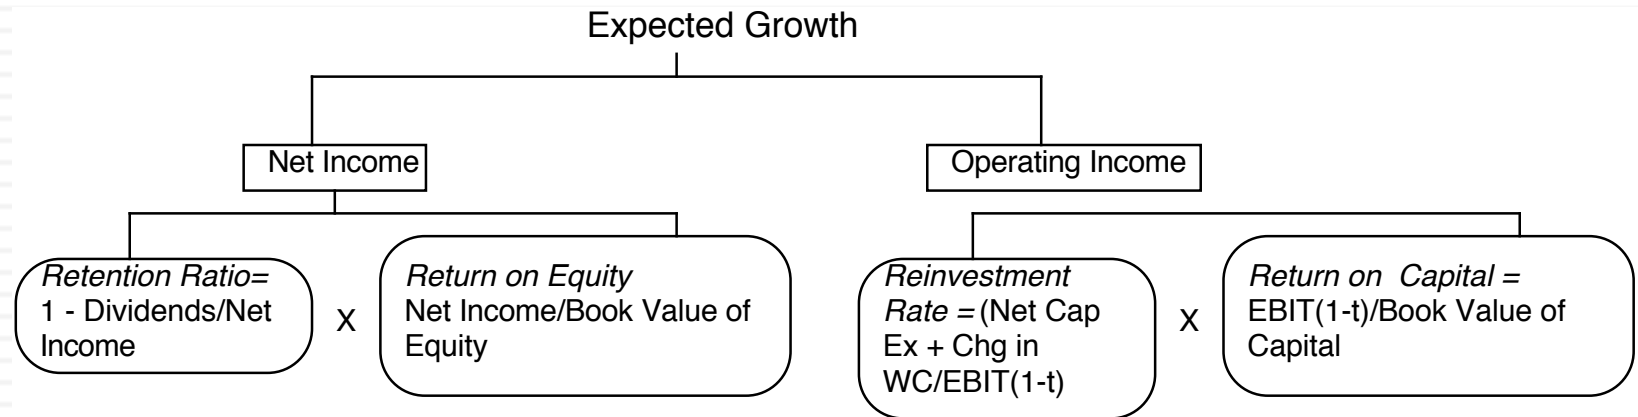 Expected Growth
Net Income
Operating Income
Retention Ratio=
1 - Dividends/Net
Income
X
Return on Equity
Net Income/Book Value of
Equity
Reinvestment
Rate = (Net Cap
Ex + Chg in
WC/EBIT(1-t)
X
Return on Capital =
EBIT(1-t)/Book Value of
Capital